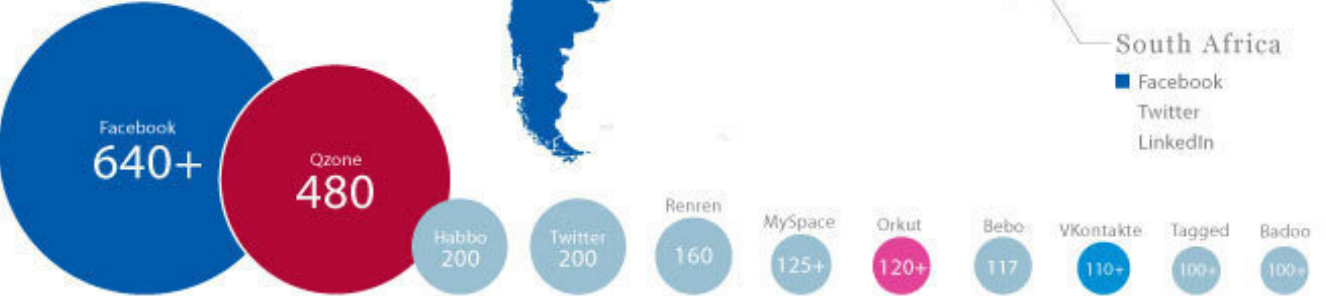 South Africa
Facebook
Twitter
LinkedIn
Facebook
640+
Qzone
480
Habbo
200
Twitter
200
Renren
160
MySpace
125+
Orkut
120+
Bebo
117
VKontakte
110+
Tagged
100+
Badoo
100+